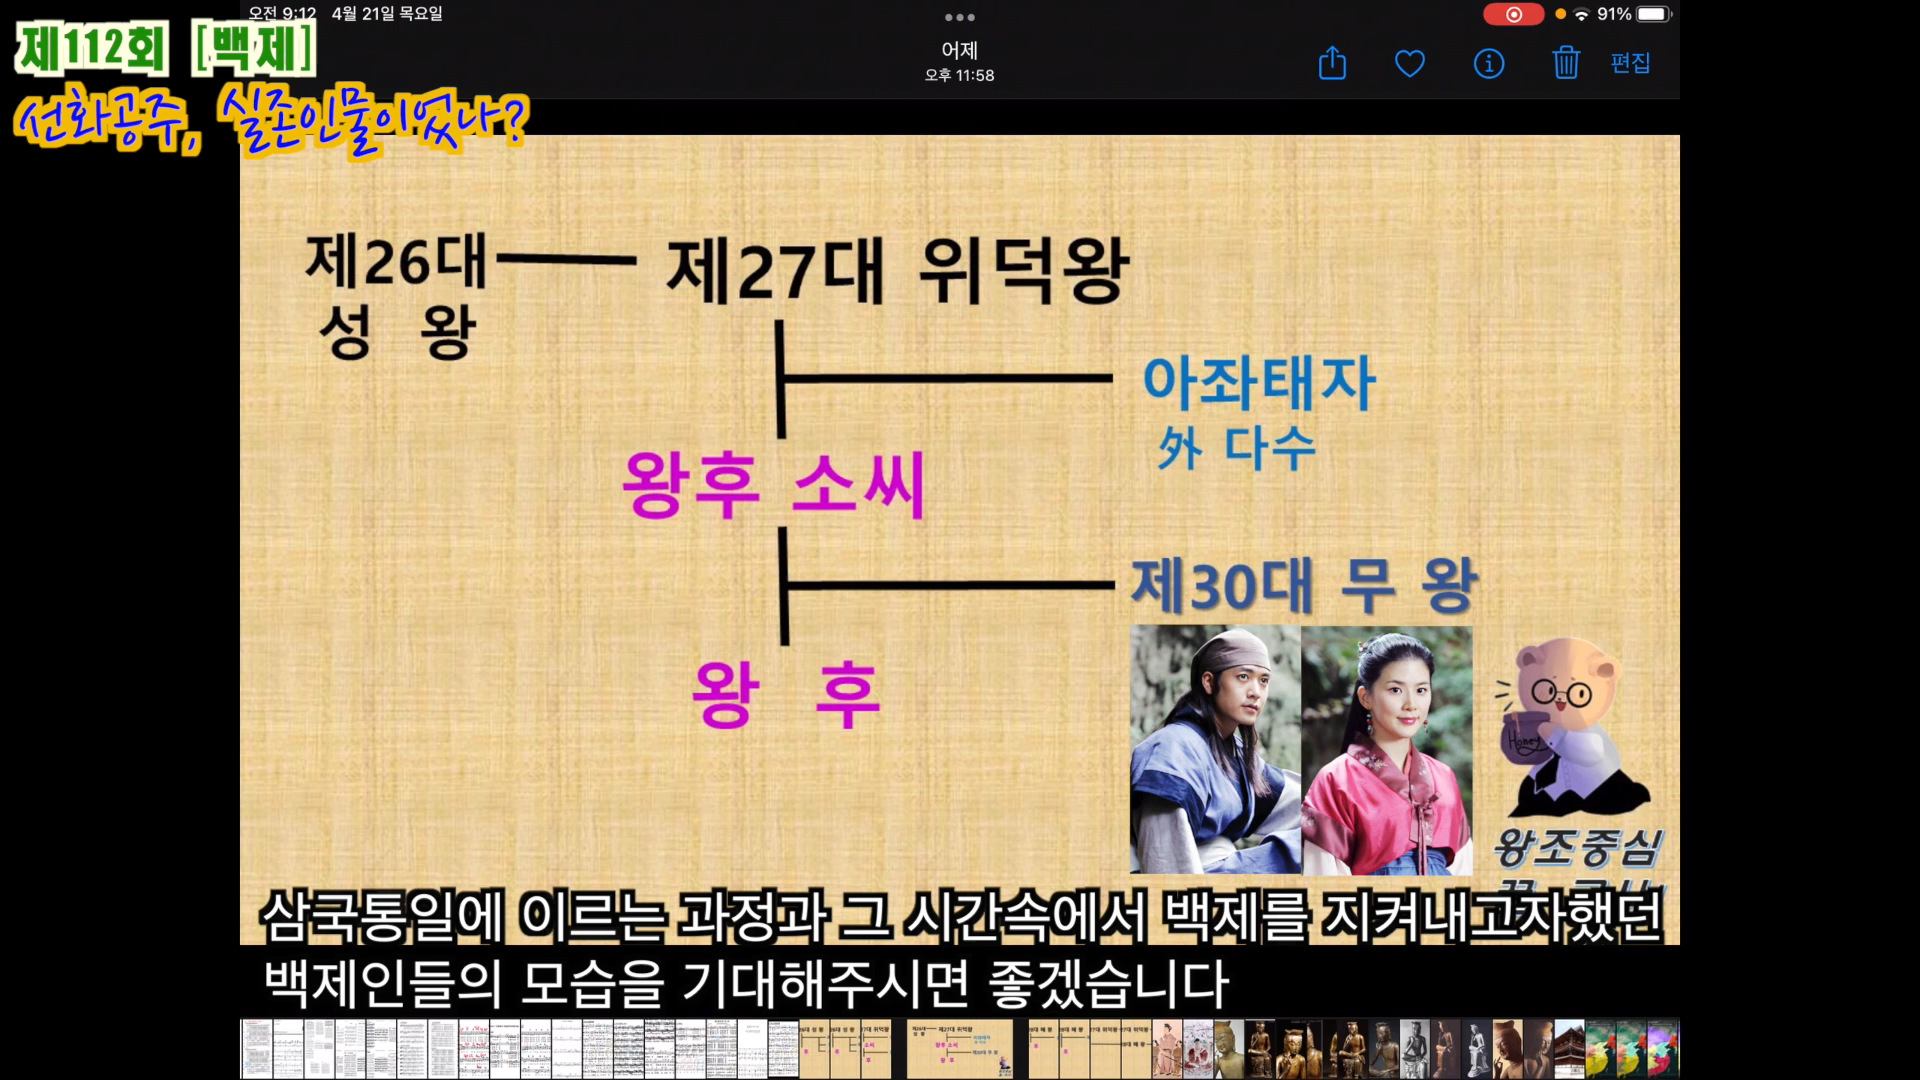 오전 9:12 4월 21일 목요일
91%
제112회 [백제]
어제
오후 11:58
편집
선화공주, 실존인물이었나?
제26대
성 왕
제27대 위덕왕
아좌태자
外 다수
왕후 소씨
제30대 무 왕
왕 후
Honey
왕조중심
삼국통일에 이르는 과정과 그 시간속에서 백제를 지켜내고자했던
백제인들의 모습을 기대해주시면 좋겠습니다